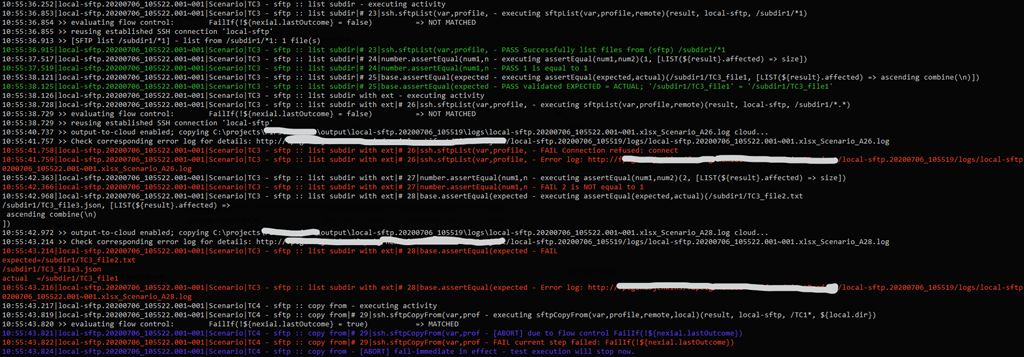 10:55:36.252|local-sftp.20200706_105522.001~001|Scenario|TC3 - sftp :: list subdir - executing activity
10:55:36.853|local-sftp.20200706_105522.001~001|Scenario|TC3 - sftp :: list subdir|# 23|ssh.sftpList(var,profile, - executing sftpList(var,profile,remote)(result, local-sftp, /subdir1/*1)
10:55:36.854 >> evaluating flow control: FailIf(!${nexial.lastOutcome} = false) => NOT MATCHED
10:55:36.855 >> reusing established SSH connection 'local-sftp'
10:55:36.913 >> [SFTP list /subdir1/*1] - list from /subdir1/*1: 1 file(s)
10:55:36.915|local-sftp.20200706_105522.001~001|Scenario|TC3 - sftp :: list subdir|# 23|ssh.sftpList(var,profile, - PASS Successfully list files from (sftp) /subdir1/*1
10:55:37.517|local-sftp.20200706_105522.001~001|Scenario|TC3 - sftp :: list subdir|# 24|number.assertEqual(num1,n - executing assertEqual(num1,num2)(1, [LIST(${result}.affected) => size])
10:55:37.519|local-sftp.20200706_105522.001~001|Scenario|TC3 - sftp :: list subdir|# 24|number.assertEqual(num1,n - PASS 1 is equal to 1
10:55:38.121|local-sftp.20200706_105522.001~001|Scenario|TC3 - sftp :: list subdir|# 25|base.assertEqual(expected - executing assertEqual(expected,actual)(/subdir1/TC3_file1, [LIST(${result}.affected) => ascending combine(\n)])
10:55:38.125|local-sftp.20200706_105522.001~001|Scenario|TC3 - sftp :: list subdir|# 25|base.assertEqual(expected - PASS validated EXPECTED = ACTUAL; '/subdir1/TC3_file1' = '/subdir1/TC3_file1'
10:55:38.126|local-sftp.20200706_105522.001~001|Scenario|TC3 - sftp :: list subdir with ext - executing activity
10:55:38.728|local-sftp.20200706_105522.001~001|Scenario|TC3 - sftp :: list subdir with ext|# 26|ssh.sftpList(var,profile, - executing sftpList(var,profile,remote)(result, local-sftp, /subdir1/*.*)
10:55:38.729 >> evaluating flow control: FailIf(!${nexial.lastOutcome} = false) => NOT MATCHED
10:55:38.729 >> reusing established SSH connection 'local-sftp'
10:55:40.737 >> output-to-cloud enabled; copying C:\projects\ \output\local-sftp.20200706_105519\logs\local-sftp.20200706_105522.001~001.xlsx_Scenario_A26.log cloud...
10:55:41.757 >> Check corresponding error log for details: http:// /local-sftp.20200706_105519/logs/local-sftp.20200706_105522.001~001.xlsx_Scenario_A26.log
10:55:41.758|local-sftp.20200706_105522.001~001|Scenario|TC3 - sftp :: list subdir with ext|# 26|ssh.sftpList(var,profile, - FAIL Connection refused: connect
10:55:41.759|local-sftp.20200706_105522.001~001|Scenario|TC3 - sftp :: list subdir with ext|# 26|ssh.sftpList(var,profile, - Error log: http:// /local-sftp.20200706_105519/logs/local-sftp
0200706_105522.001~001.xlsx_Scenario_A26.log
10:55:42.363|local-sftp.20200706_105522.001~001|Scenario|TC3 - sftp :: list subdir with ext|# 27|number.assertEqual(num1,n - executing assertEqual(num1,num2)(2, [LIST(${result}.affected) => size])
10:55:42.366|local-sftp.20200706_105522.001~001|Scenario|TC3 - sftp :: list subdir with ext|# 27|number.assertEqual(num1,n - FAIL 2 is NOT equal to 1
10:55:42.968|local-sftp.20200706_105522.001~001|Scenario|TC3 - sftp :: list subdir with ext|# 28|base.assertEqual(expected - executing assertEqual(expected,actual)(/subdir1/TC3_file2.txt
/subdir1/TC3_file3.json, [LIST(${result}.affected) =>
ascending combine(\n)
])
10:55:42.972 >> output-to-cloud enabled; copying C:\projects\ output\local-sftp.20200706_105519\logs\local-sftp.20200706_105522.001~001.xlsx_Scenario_A28.log cloud...
10:55:43.214 >> Check corresponding error log for details: http:// /local-sftp.20200706_105519/logs/local-sftp.20200706_105522.001~001.xlsx_Scenario_A28.log
10:55:43.214|local-sftp.20200706_105522.001~001|Scenario|TC3 - sftp :: list subdir with ext|# 28|base.assertEqual(expected - FAIL
expected=/subdir1/TC3_file2.txt
/subdir1/TC3_file3.json
actual =/subdir1/TC3_file1
10:55:43.216|local-sftp.20200706_105522.001~001|Scenario|TC3 - sftp :: list subdir with ext|# 28|base.assertEqual(expected - Error log: http:// /local-sftp.20200706_105519/logs/local-sftp
0200706_105522.001~001.xlsx_Scenario_A28.log
10:55:43.217|local-sftp.20200706_105522.001~001|Scenario|TC4 - sftp :: copy from - executing activity
10:55:43.819|local-sftp.20200706_105522.001~001|Scenario|TC4 - sftp :: copy from|# 29|ssh.sftpCopyFrom(var,prof - executing sftpCopyFrom(var,profile,remote,local)(result, local-sftp, /TC1*, ${local.dir})
10:55:43.820 >> evaluating flow control: FailIf(!${nexial.lastOutcome} = true) => MATCHED
10:55:43.821|local-sftp.20200706_105522.001~001|Scenario|TC4 - sftp :: copy from|# 29|ssh.sftpCopyFrom(var,prof - [ABORT] due to flow control FailIf(!${nexial.lastOutcome})
10:55:43.822|local-sftp.20200706_105522.001~001|Scenario|TC4 - sftp :: copy from|# 29|ssh.sftpCopyFrom(var,prof - FAIL current step failed: FailIf(!${nexial.lastOutcome})
10:55:43.824|local-sftp.20200706_105522.001~001|Scenario|TC4 - sftp :: copy from - [ABORT] fail-immediate in effect - test execution will stop now.